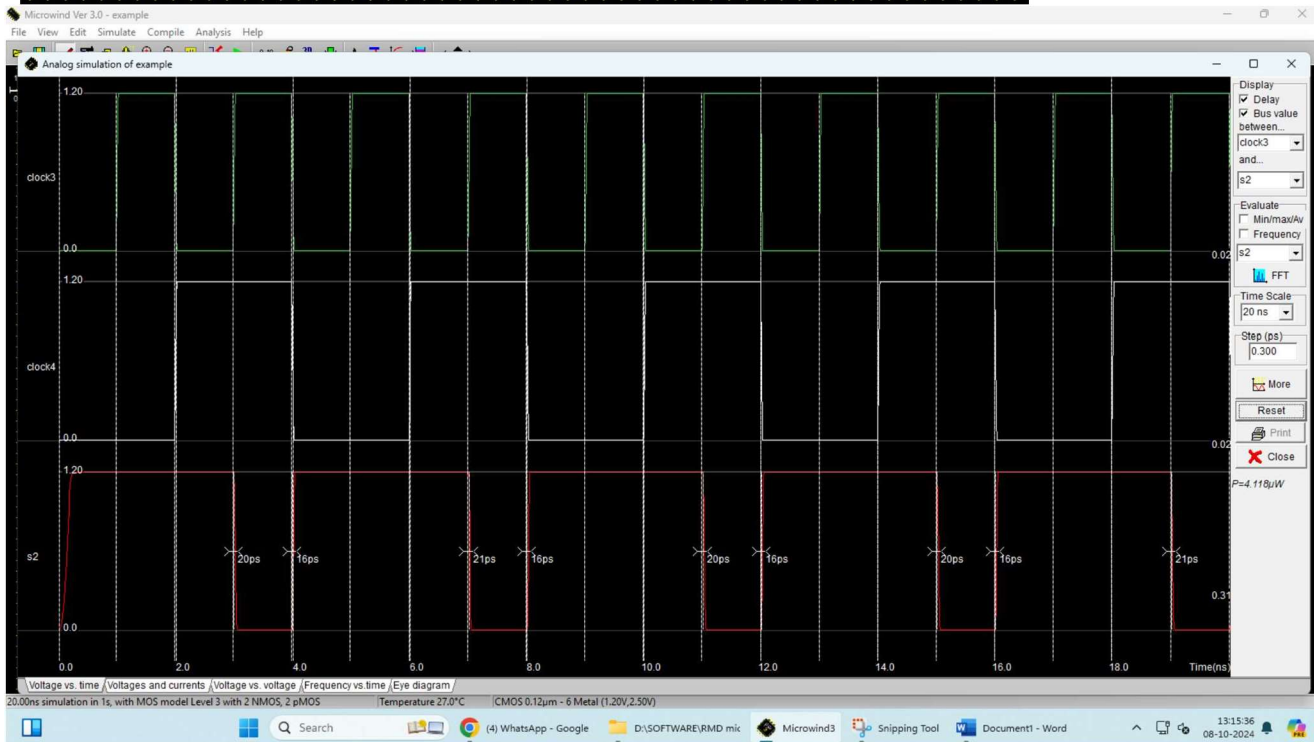 Microwind Ver 3.0 - example
File View Edit Simulate Compile Analysis Help
Analog simulation of example
1.20
clock3
0.0
0.02
1.20
clock4
0.0
0.02
1.20
s2
20ps 16ps 21ps 16ps 20ps 16ps 20ps 16ps 21ps
0.31
0.0
0.0 2.0 4.0 6.0 8.0 10.0 12.0 14.0 16.0 18.0 Time(ns)
Display
Delay
Bus value
between...
clock3
and...
s2
Evaluate
Min/max/Av
Frequency
s2
FFT
Time Scale
20 ns
Step (ps)
0.300
More
Reset
Print
Close
P=4.118µW
Voltage vs. time Voltages and currents Voltage vs. voltage Frequency vs.time Eye diagram
20.00ns simulation in 1s, with MOS model Level 3 with 2 NMOS, 2 pMOS Temperature 27.0°C CMOS 0.12µm - 6 Metal (1.20V,2.50V)
Search (4) WhatsApp - Google D:\SOFTWARE\RMD mic Microwind3 Snipping Tool Document1 - Word 13:15:36
08-10-2024